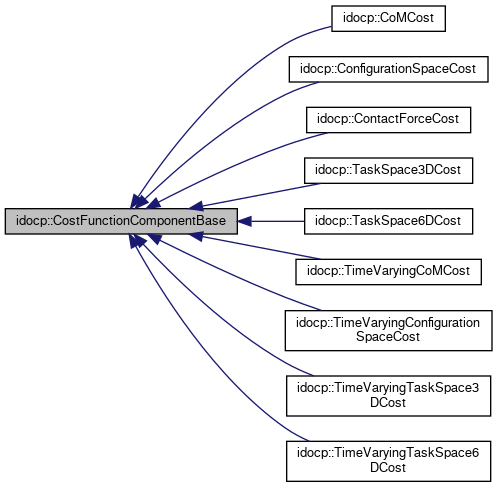 idocp::CoMCost
idocp::ConfigurationSpaceCost
idocp::ContactForceCost
idocp::TaskSpace3DCost
idocp::CostFunctionComponentBase
idocp::TaskSpace6DCost
idocp::TimeVaryingCoMCost
idocp::TimeVaryingConfiguration
SpaceCost
idocp::TimeVaryingTaskSpace3
DCost
idocp::TimeVaryingTaskSpace6
DCost